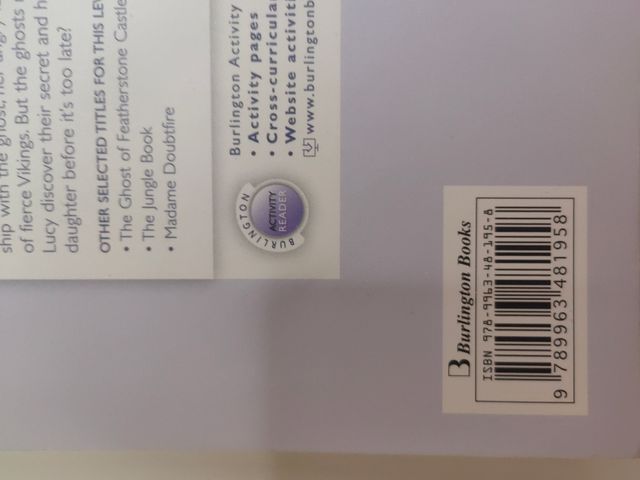 ship with the ghost, her
of fierce Vikings. But the ghosts
Lucy discover their secret and
daughter before it's too late?
OTHER SELECTED TITLES FOR THIS
• The Ghost of Featherstone Castle
• The Jungle Book
• Madame Doubtfire
Burlington Activity
• Activity pages
• Cross-curricular
• Website
www.burlingtonb
BURLINGTON
ACTIVITY
READER
Burlington Books
ISBN 978-9963-48-195-8
9 789963 481958